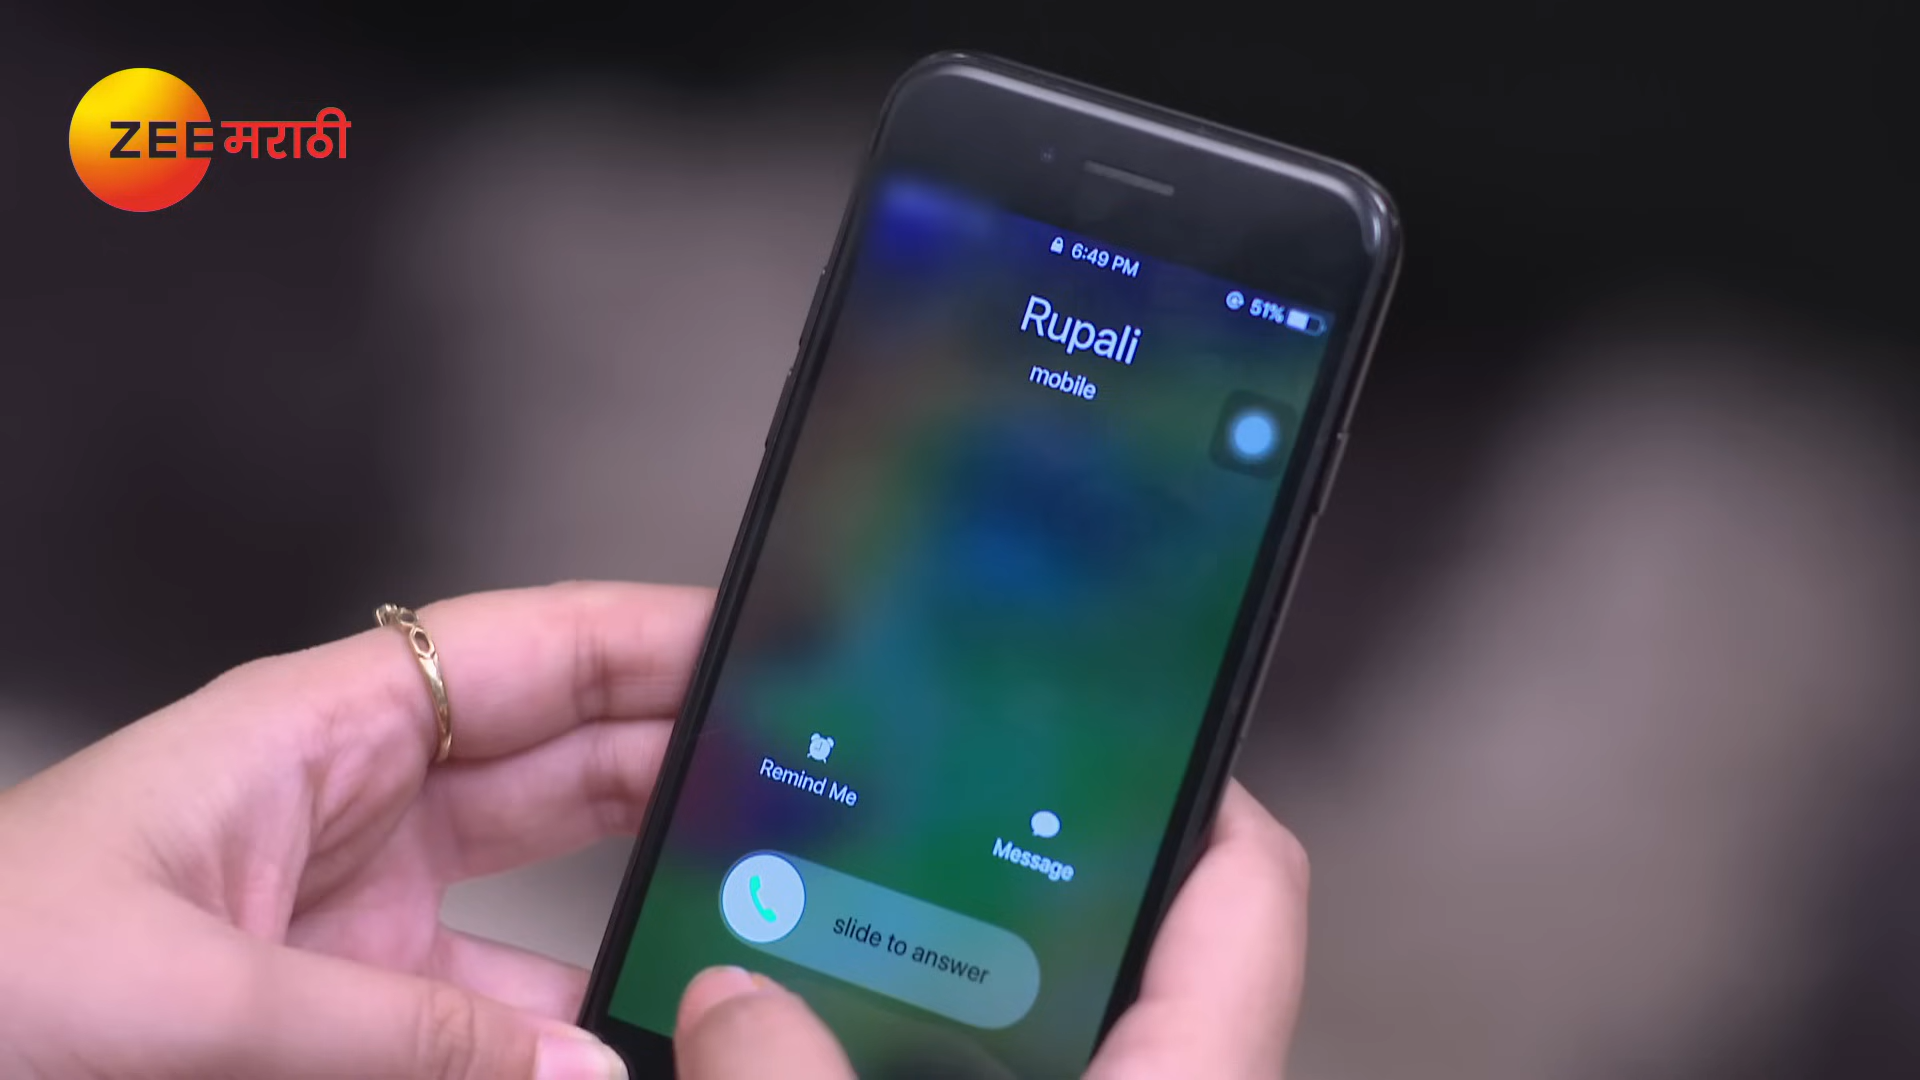 ZEE मराठी
6:49 PM
51%
Rupali
mobile
Remind Me
Message
slide to answer